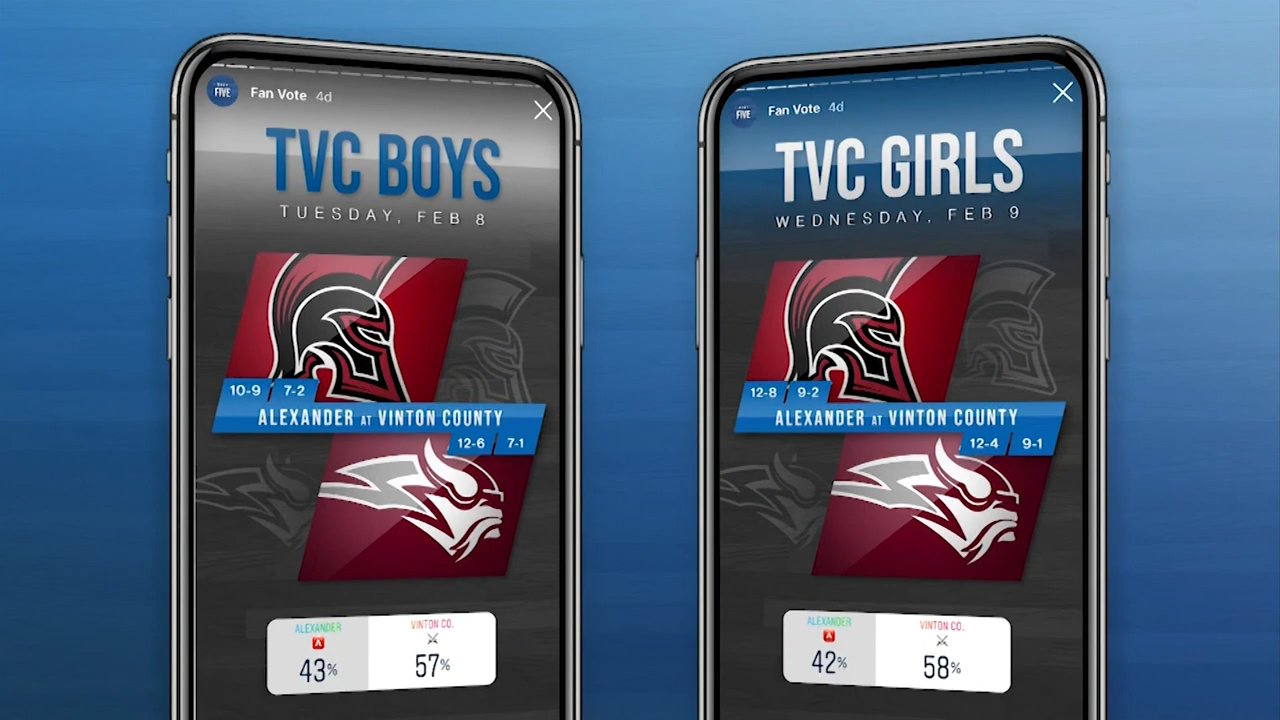 FIVE
Fan Vote 4d
TVC BOYS
TUESDAY, FEB 8
10-9 7-2
ALEXANDER AT VINTON COUNTY
12-6 7-1
ALEXANDER VINTON CO.
A
43% 57%
FIVE
Fan Vote 4d
TVC GIRLS
WEDNESDAY, FEB 9
12-8 9-2
ALEXANDER AT VINTON COUNTY
12-4 9-1
ALEXANDER VINTON CO.
A
42% 58%